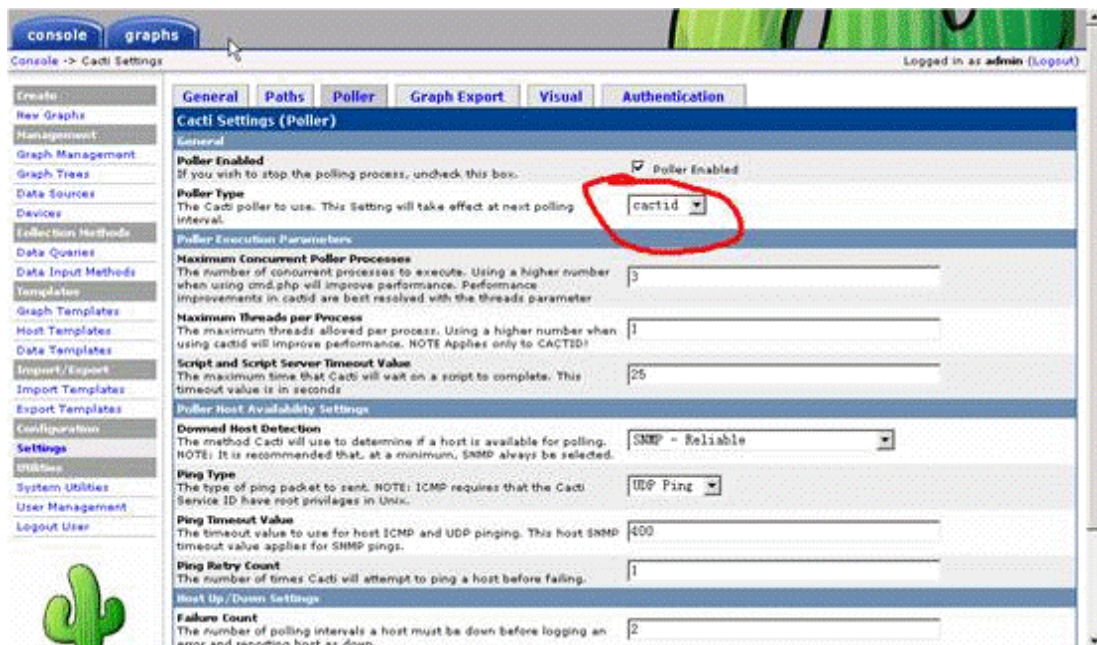 console graphs
Console -> Cacti Settings
Logged in as admin (Logout)
Create
New Graphs
Management
Graph Management
Graph Trees
Data Sources
Devices
Collection Methods
Data Queries
Data Input Methods
Templates
Graph Templates
Host Templates
Data Templates
Import/Export
Import Templates
Export Templates
Configuration
Settings
Utilities
System Utilities
User Management
Logout User
General Paths Poller Graph Export Visual Authentication
Cacti Settings (Poller)
General
Poller Enabled
If you wish to stop the polling process, uncheck this box.
Poller Enabled
Poller Type
The Cacti poller to use. This Setting will take effect at next polling
interval.
cactid
Poller Execution Parameters
Maximum Concurrent Poller Processes
The number of concurrent processes to execute. Using a higher number
when using cmd.php will improve performance. Performance
improvements in cactid are best resolved with the threads parameter
3
Maximum Threads per Process
The maximum threads allowed per process. Using a higher number when
using cactid will improve performance. NOTE Applies only to CACTID!
1
Script and Script Server Timeout Value
The maximum time that Cacti will wait on a script to complete. This
timeout value is in seconds
25
Poller Host Availability Settings
Downed Host Detection
The method Cacti will use to determine if a host is available for polling.
NOTE: It is recommended that, at a minimum, SNMP always be selected.
SNMP - Reliable
Ping Type
The type of ping packet to sent. NOTE: ICMP requires that the Cacti
Service ID have root privilages in Unix.
UDP Ping
Ping Timeout Value
The timeout value to use for host ICMP and UDP pinging. This host SNMP
timeout value applies for SNMP pings.
400
Ping Retry Count
The number of times Cacti will attempt to ping a host before failing.
1
Host Up/Down Settings
Failure Count
The number of polling intervals a host must be down before logging an
error and reporting host as down.
2